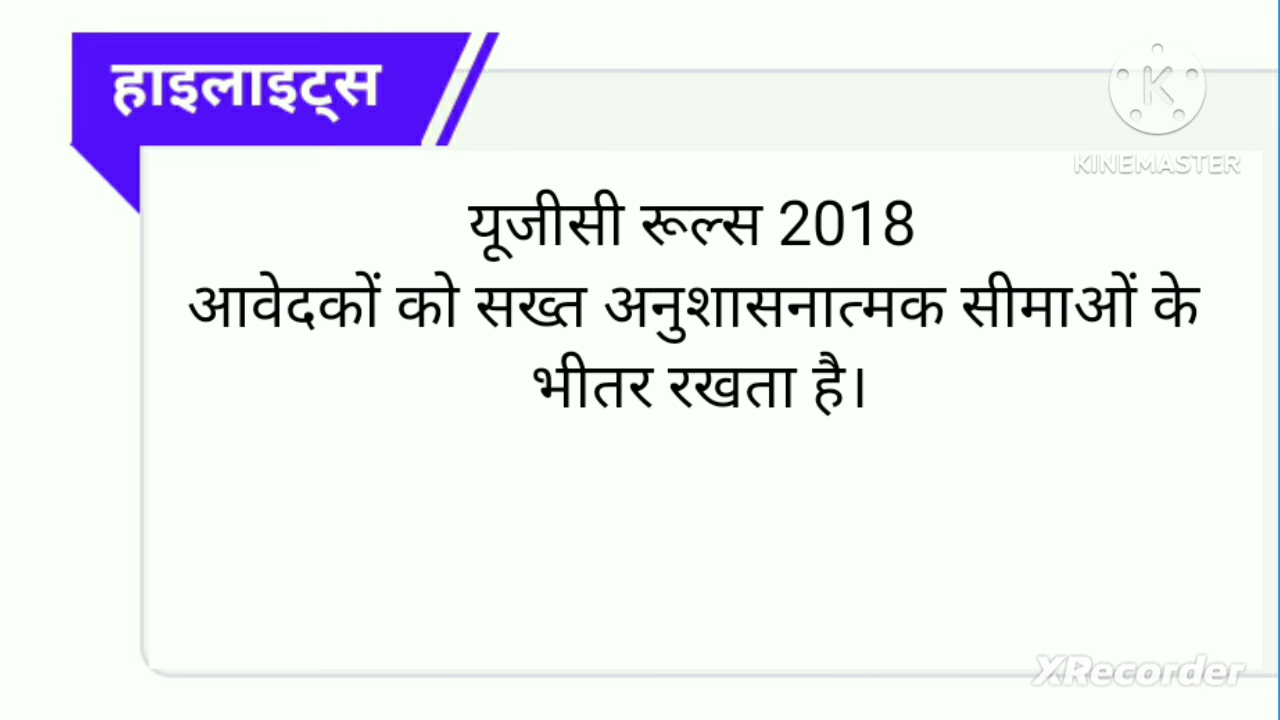 हाइलाइट्स
KINEMASTER
यूजीसी रूल्स 2018
आवेदकों को सख्त अनुशासनात्मक सीमाओं के
भीतर रखता है।
XRecorder